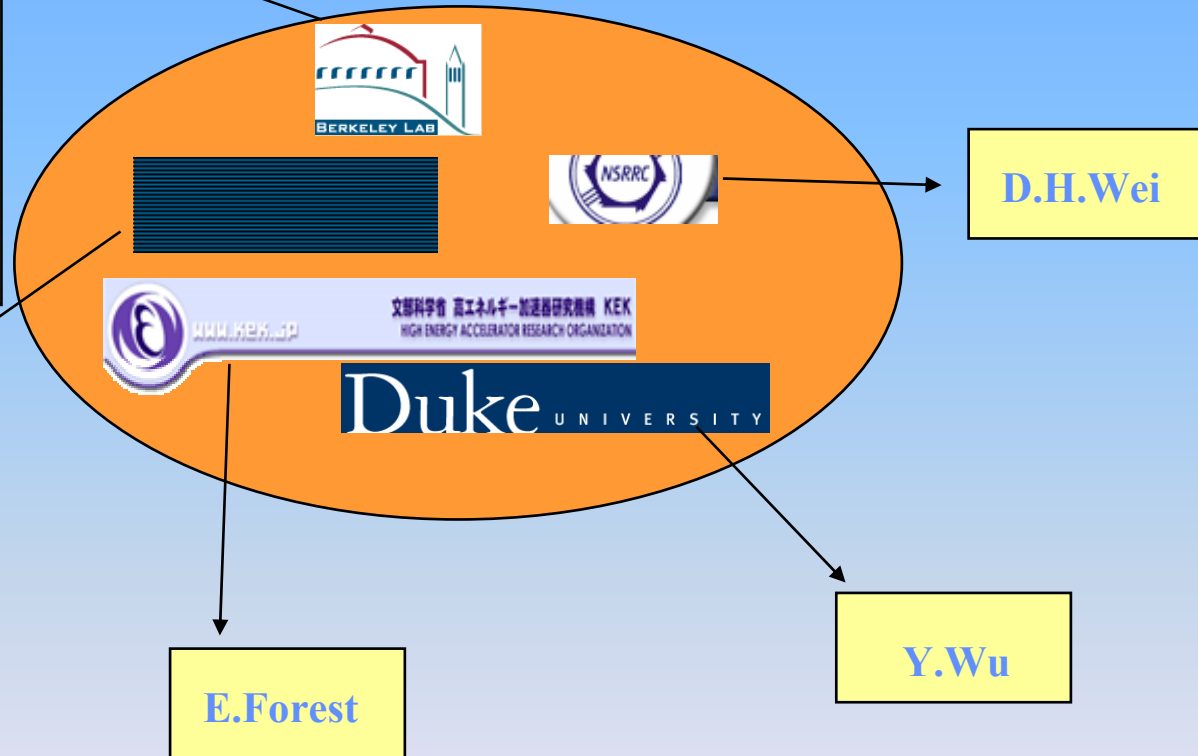 BERKELEY LAB
NSRRC
D.H.Wei
www.kek.jp
文部科学省 高エネルギー加速器研究機構 KEK
HIGH ENERGY ACCELERATOR RESEARCH ORGANIZATION
Duke UNIVERSITY
Y.Wu
E.Forest